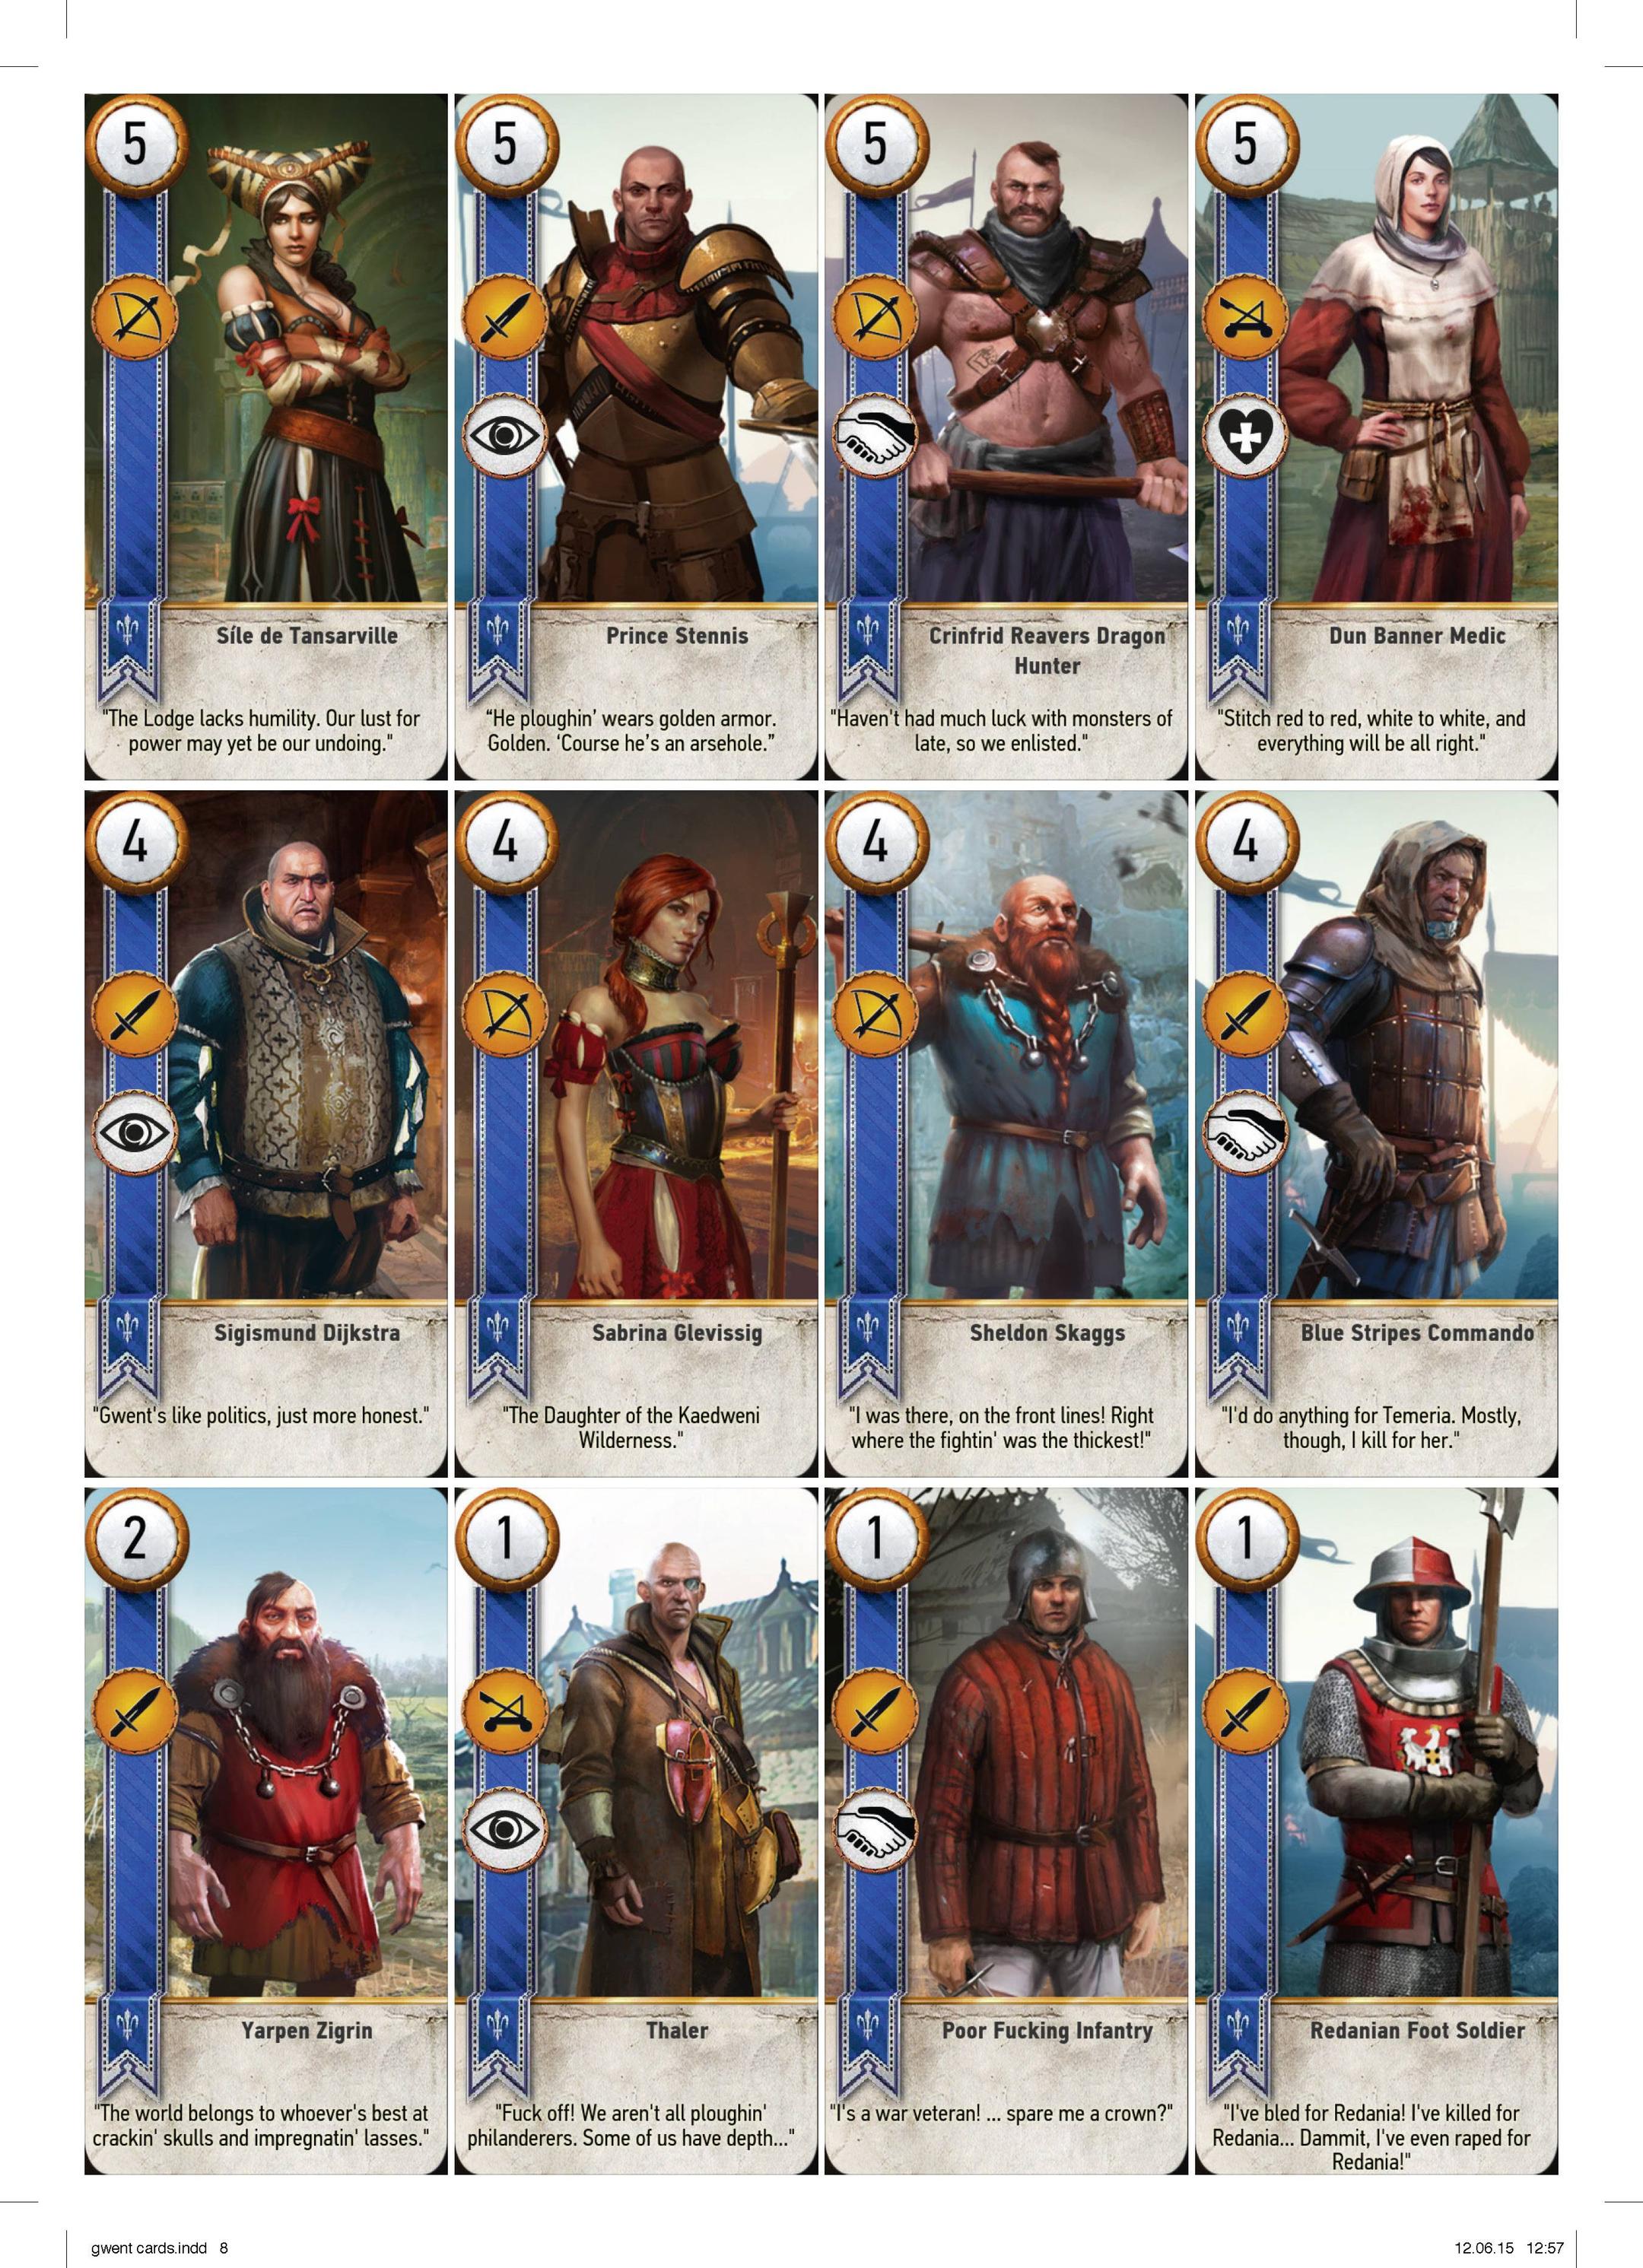 5
Síle de Tansarville
"The Lodge lacks humility. Our lust for
power may yet be our undoing."
5
Prince Stennis
“He ploughin’ wears golden armor.
Golden. ‘Course he’s an arsehole.”
5
Crinfrid Reavers Dragon
Hunter
"Haven't had much luck with monsters of
late, so we enlisted."
5
Dun Banner Medic
"Stitch red to red, white to white, and
everything will be all right."
4
Sigismund Dijkstra
"Gwent's like politics, just more honest."
4
Sabrina Glevissig
"The Daughter of the Kaedweni
Wilderness."
4
Sheldon Skaggs
"I was there, on the front lines! Right
where the fightin' was the thickest!"
4
Blue Stripes Commando
"I'd do anything for Temeria. Mostly,
though, I kill for her."
2
Yarpen Zigrin
"The world belongs to whoever's best at
crackin' skulls and impregnatin' lasses."
1
Thaler
"Fuck off! We aren't all ploughin'
philanderers. Some of us have depth..."
1
Poor Fucking Infantry
"I's a war veteran! ... spare me a crown?"
1
Redanian Foot Soldier
"I've bled for Redania! I've killed for
Redania... Dammit, I've even raped for
Redania!"
gwent cards.indd 8
12.06.15 12:57